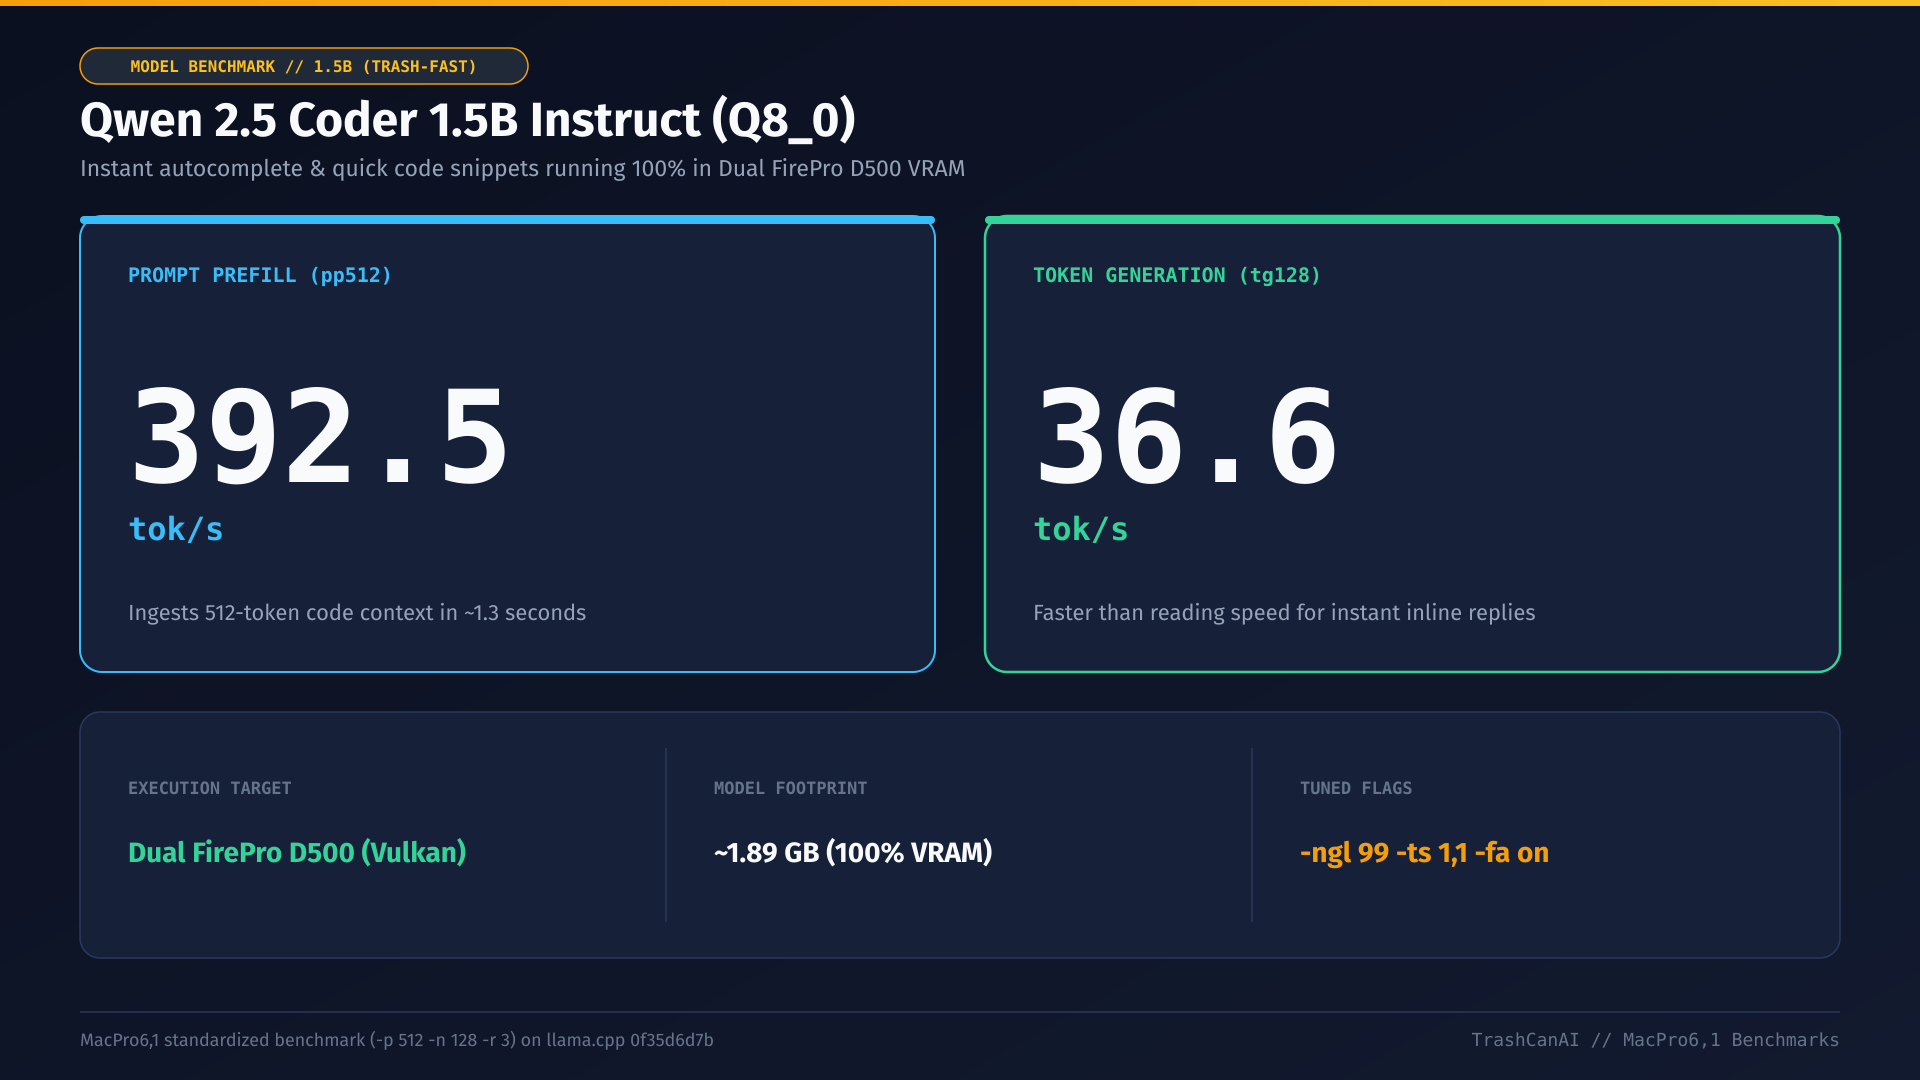 MODEL BENCHMARK // 1.5B (TRASH-FAST)
Qwen 2.5 Coder 1.5B Instruct (Q8_0)
Instant autocomplete & quick code snippets running 100% in Dual FirePro D500 VRAM
PROMPT PREFILL (pp512)
392.5
tok/s
Ingests 512-token code context in ~1.3 seconds
TOKEN GENERATION (tg128)
36.6
tok/s
Faster than reading speed for instant inline replies
EXECUTION TARGET
Dual FirePro D500 (Vulkan)
MODEL FOOTPRINT
~1.89 GB (100% VRAM)
TUNED FLAGS
-ngl 99 -ts 1,1 -fa on
MacPro6,1 standardized benchmark (-p 512 -n 128 -r 3) on llama.cpp 0f35d6d7b
TrashCanAI // MacPro6,1 Benchmarks